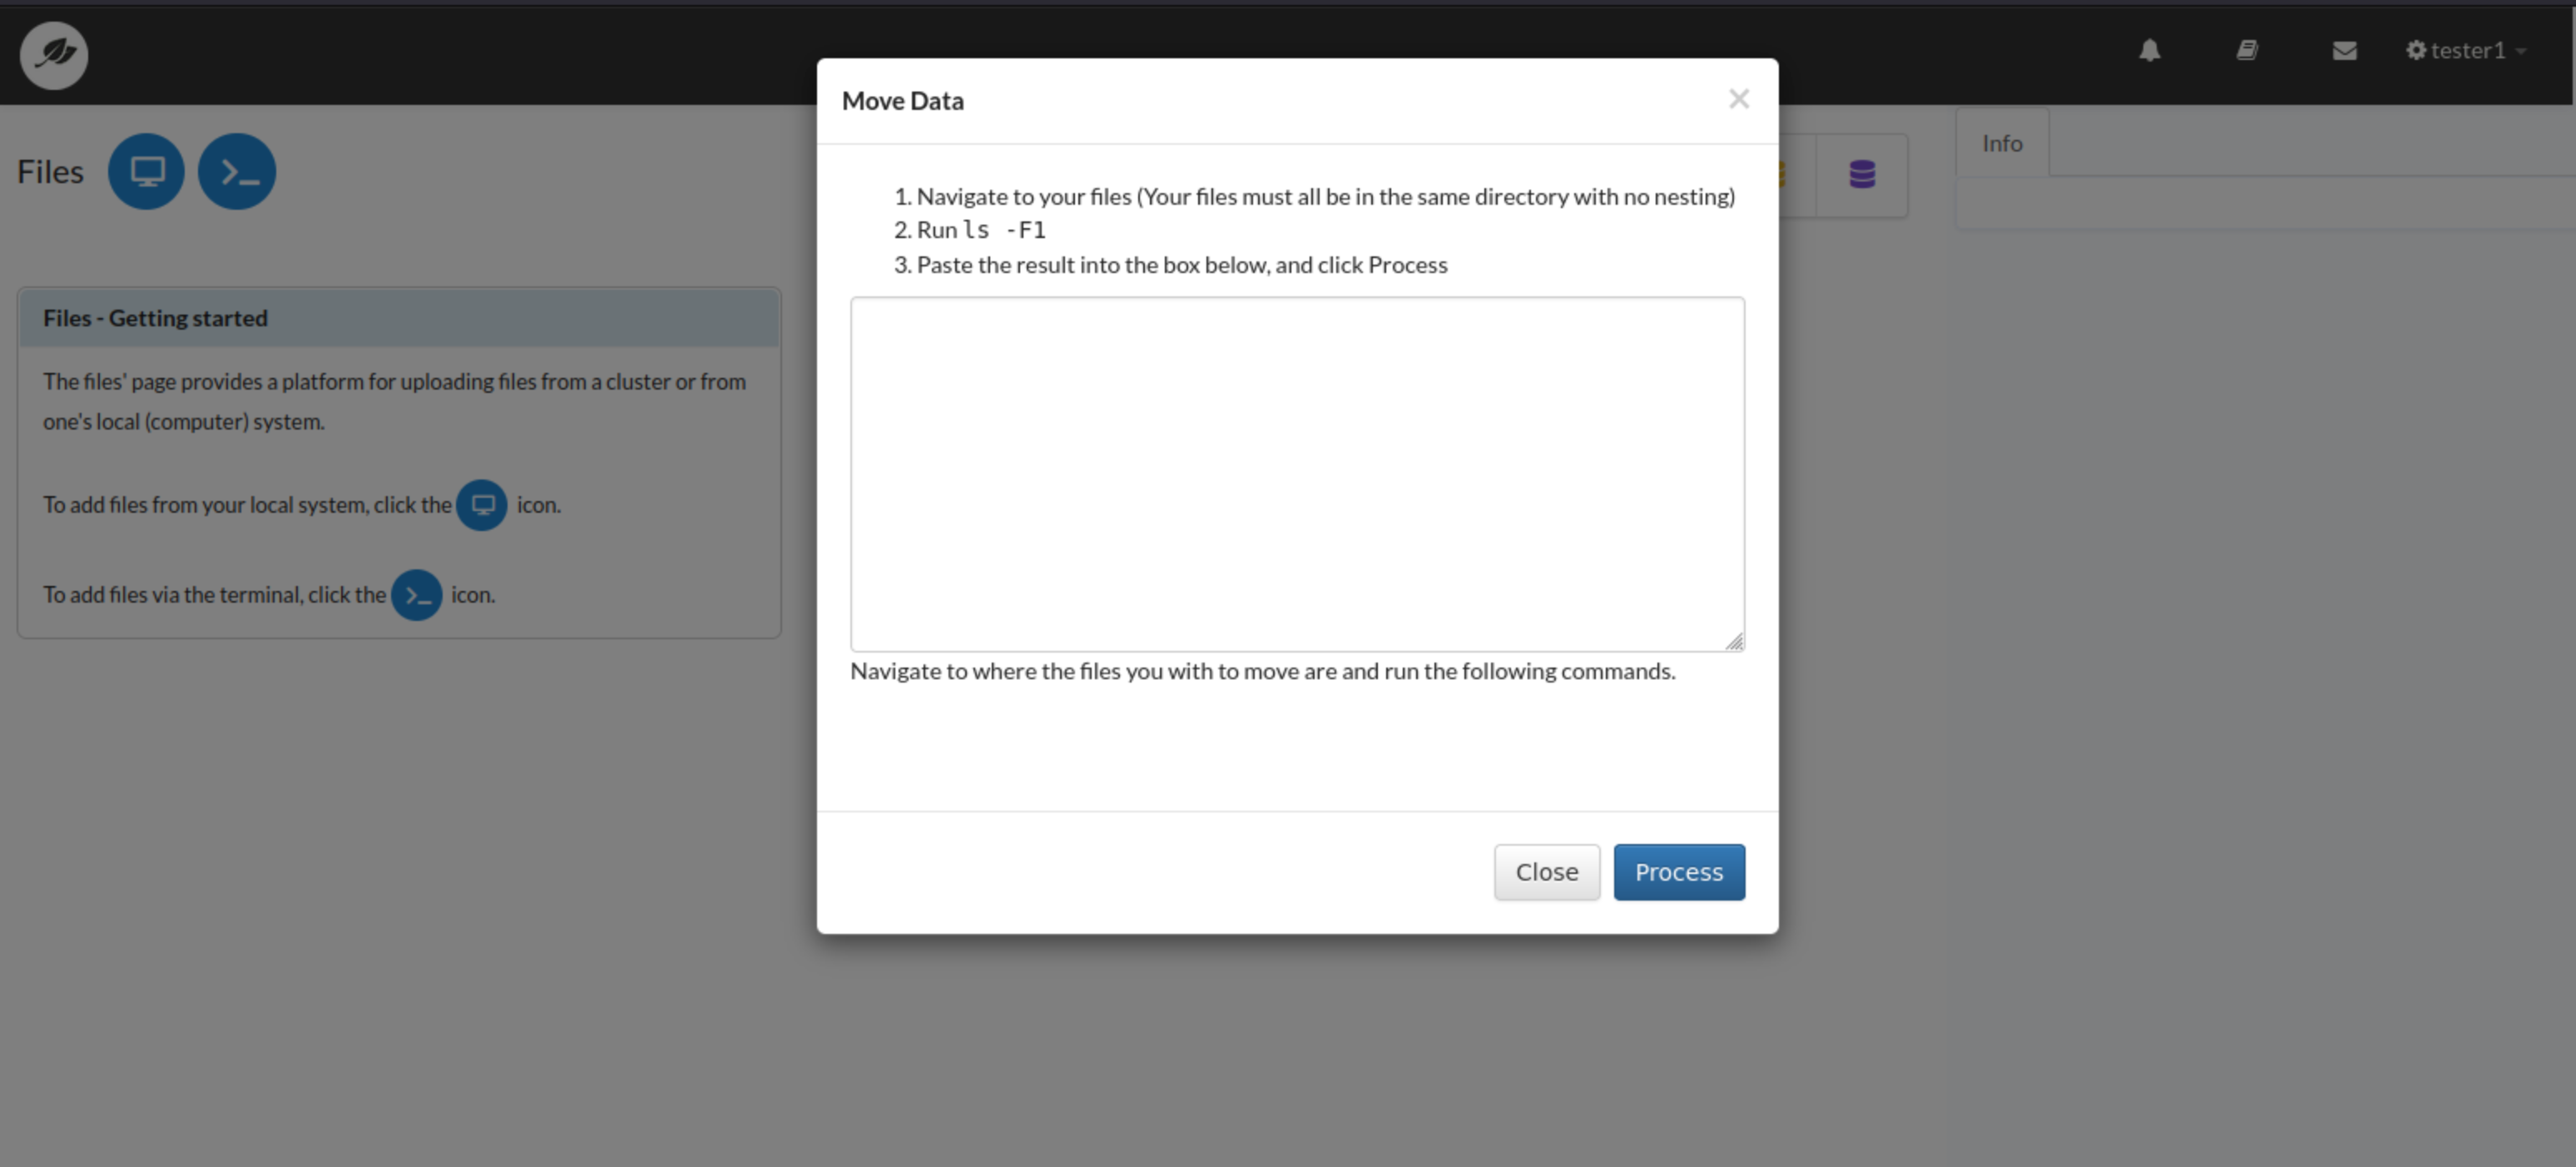 tester1
Files
Info
Files - Getting started
The files' page provides a platform for uploading files from a cluster or from
one's local (computer) system.
To add files from your local system, click the icon.
To add files via the terminal, click the icon.
Move Data
1. Navigate to your files (Your files must all be in the same directory with no nesting)
2. Run ls -F1
3. Paste the result into the box below, and click Process
Navigate to where the files you with to move are and run the following commands.
Close
Process